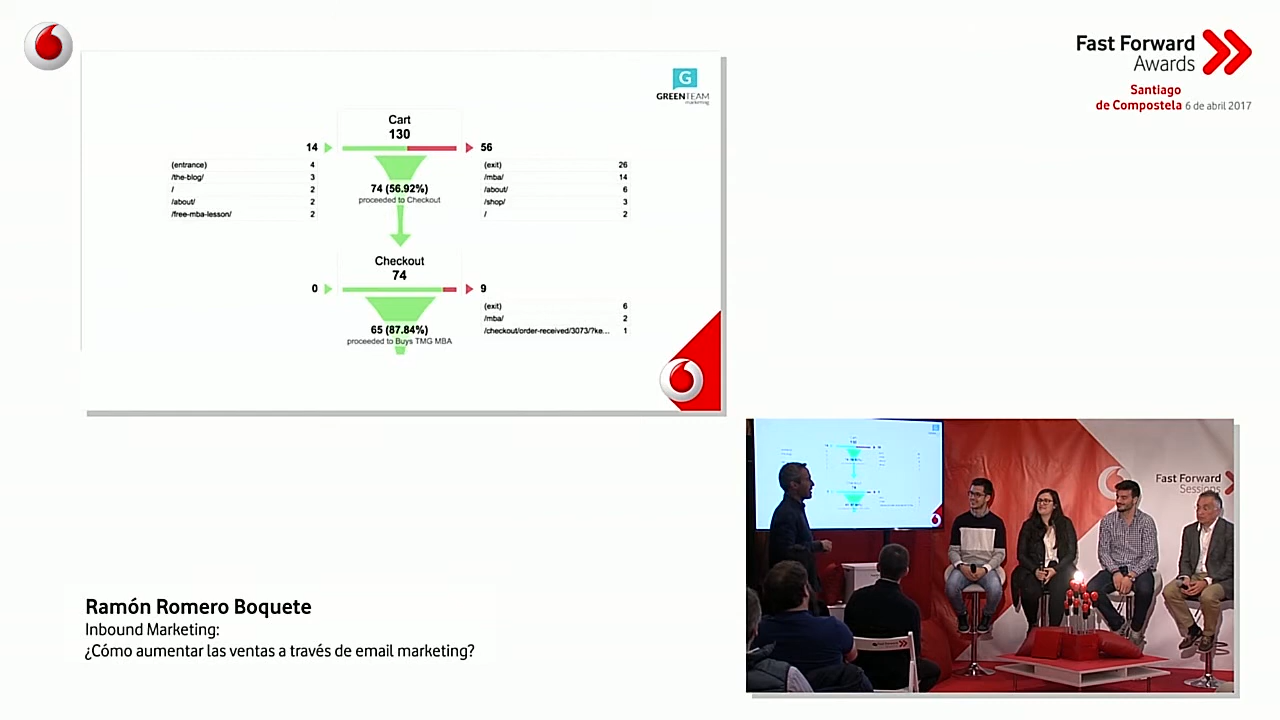 Fast Forward
Awards
Santiago
de Compostela 6 de abril 2017
G
GREENTEAM
marketing
Cart
130
14
56
(entrance) 4
/the-blog/ 3
/ 2
/about/ 2
/free-mba-lesson/ 2
(exit) 26
/mba/ 14
/about/ 6
/shop/ 3
/ 2
74 (56.92%)
proceeded to Checkout
Checkout
74
0
9
(exit) 6
/mba/ 2
/checkout/order-received/3073/?ke... 1
65 (87.84%)
proceeded to Buys TMG MBA
Fast Forward
Sessions
Ramón Romero Boquete
Inbound Marketing:
¿Cómo aumentar las ventas a través de email marketing?